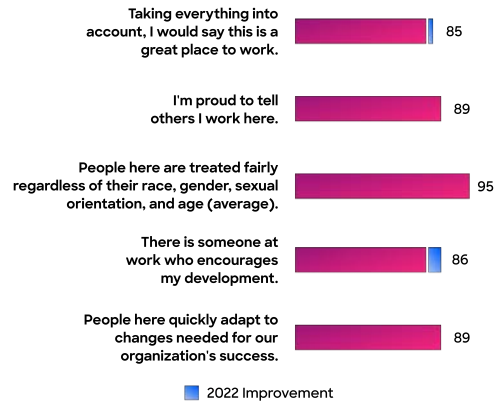 Taking everything into
account, I would say this is a
great place to work.
85
I'm proud to tell
others I work here.
89
People here are treated fairly
regardless of their race, gender, sexual
orientation, and age (average).
95
There is someone at
work who encourages
my development.
86
People here quickly adapt to
changes needed for our
organization's success.
89
2022 Improvement